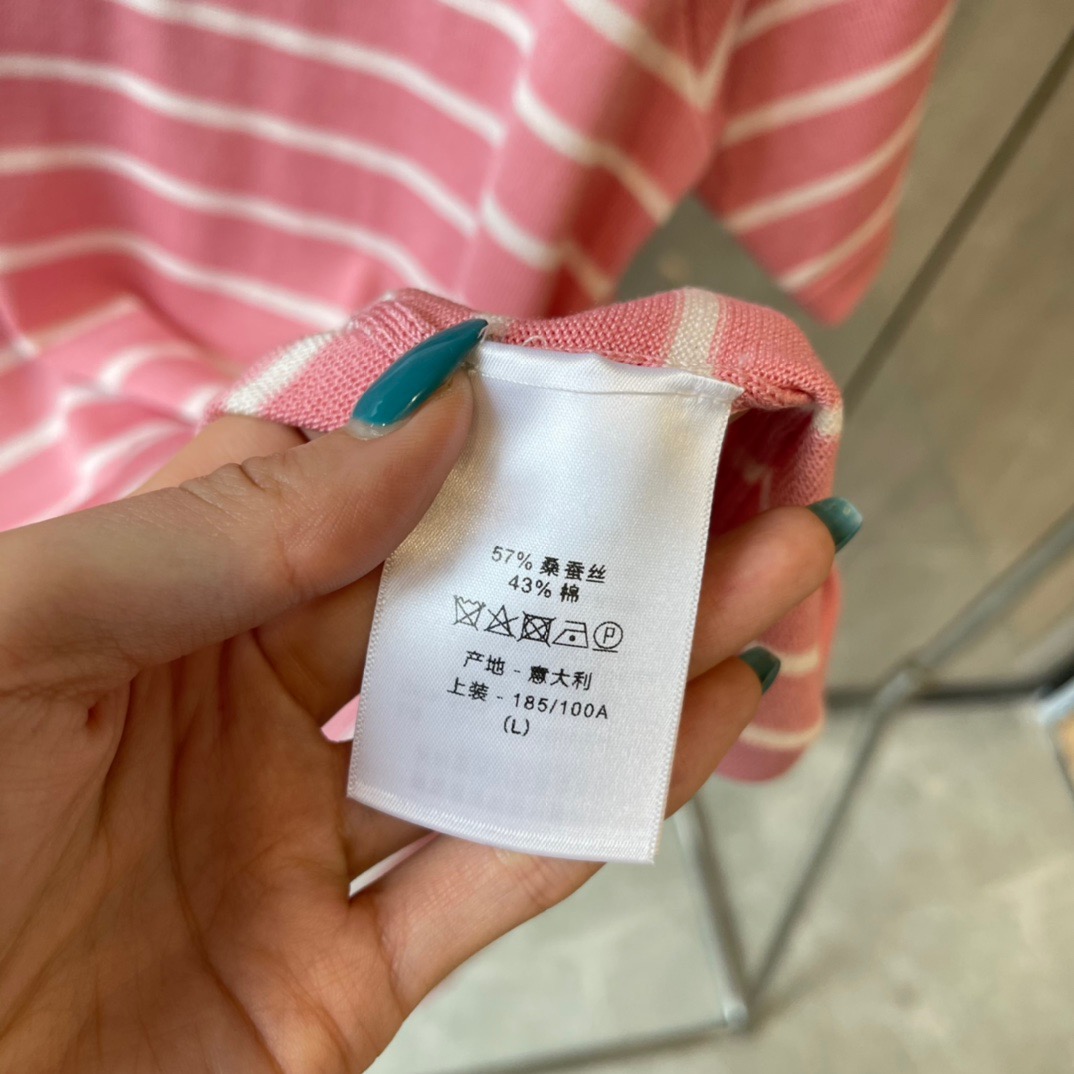 57% 桑蚕丝
43% 棉
P
产地 - 意大利
上装 - 185/100A
(L)